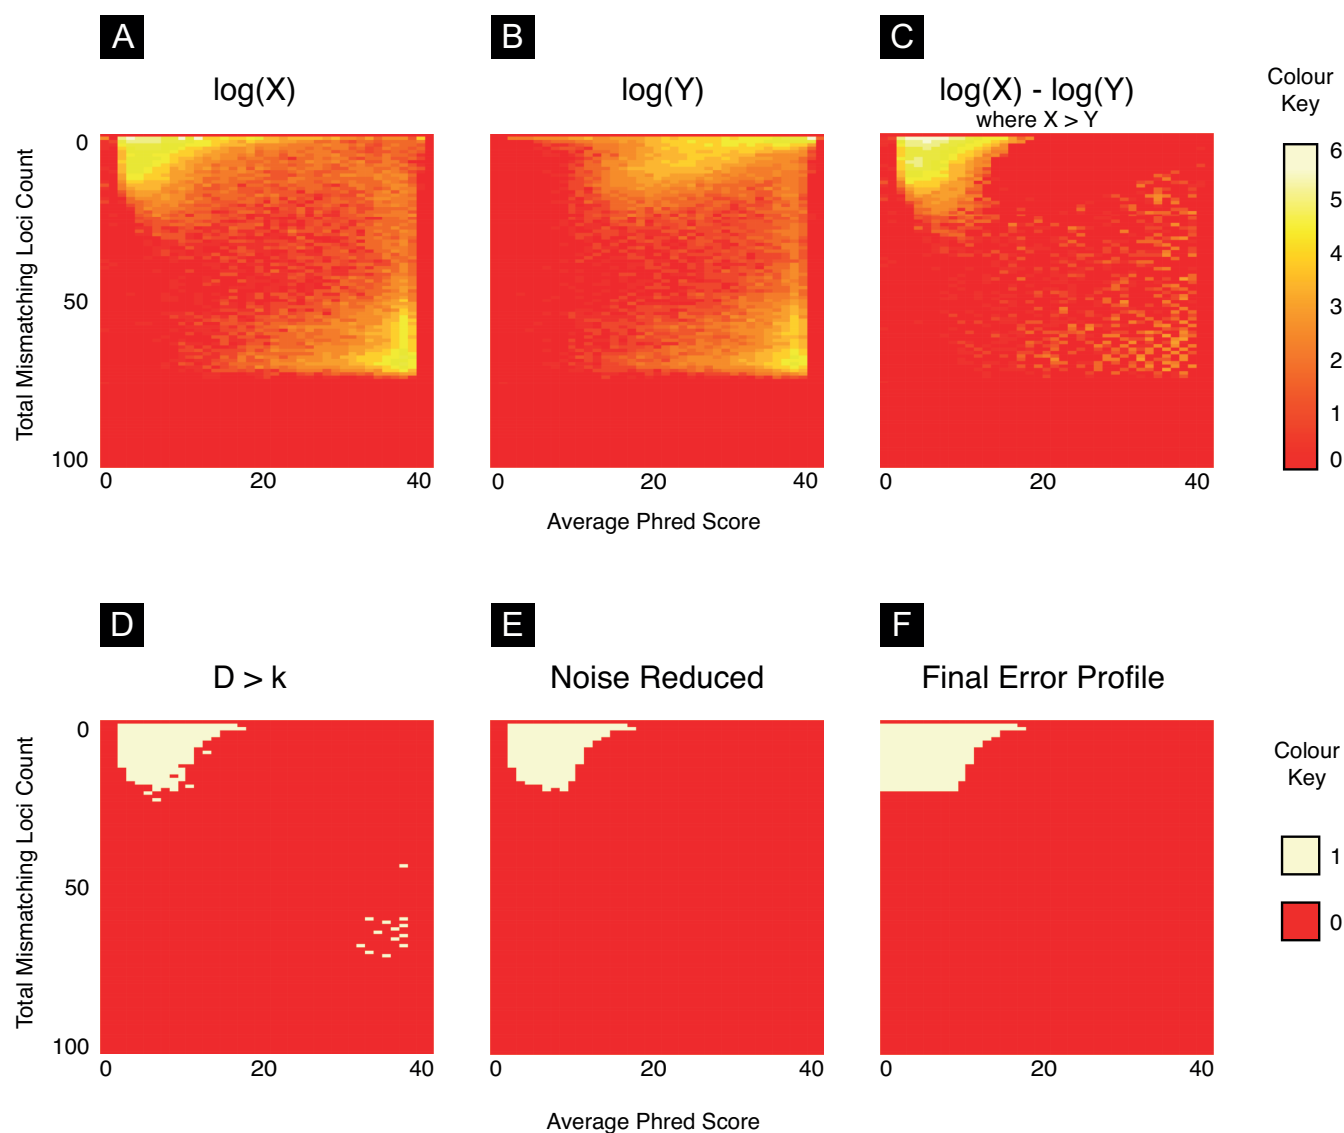 A
B
C
log(X)
log(Y)
log(X) - log(Y)
where X > Y
Colour
Key
Total Mismatching Loci Count
0
50
100
0
20
40
0
20
40
0
20
40
6
5
4
3
2
1
0
Average Phred Score
D
E
F
D > k
Noise Reduced
Final Error Profile
Total Mismatching Loci Count
0
50
100
0
20
40
0
20
40
0
20
40
Colour
Key
1
0
Average Phred Score